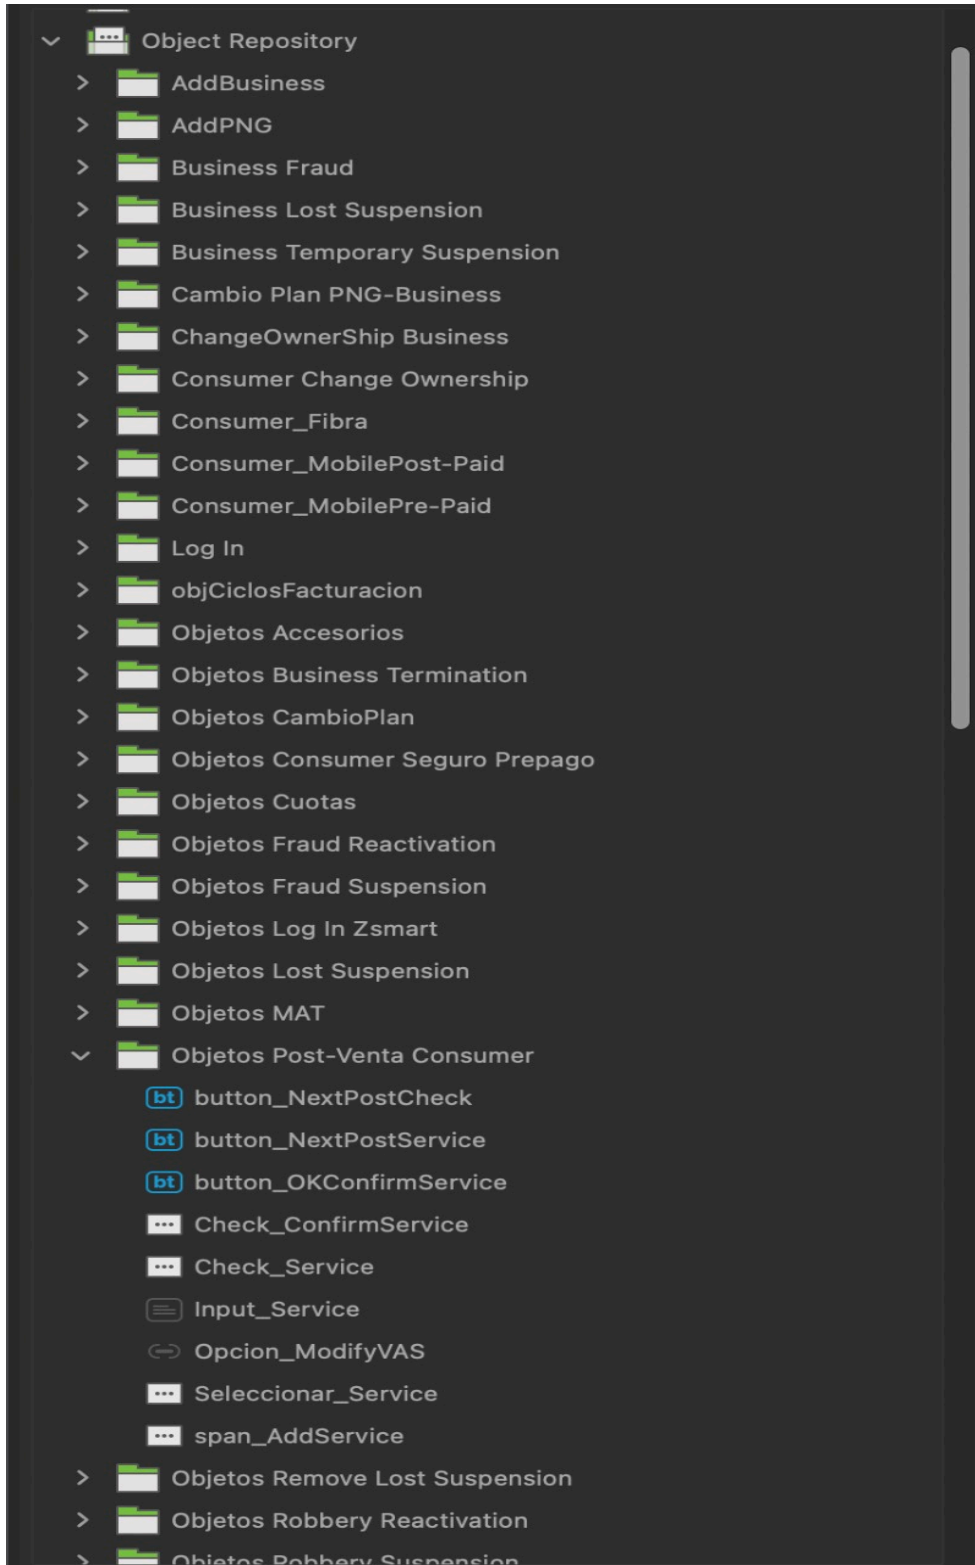 Object Repository
AddBusiness
AddPNG
Business Fraud
Business Lost Suspension
Business Temporary Suspension
Cambio Plan PNG-Business
ChangeOwnerShip Business
Consumer Change Ownership
Consumer_Fibra
Consumer_MobilePost-Paid
Consumer_MobilePre-Paid
Log In
objCiclosFacturacion
Objetos Accesorios
Objetos Business Termination
Objetos CambioPlan
Objetos Consumer Seguro Prepago
Objetos Cuotas
Objetos Fraud Reactivation
Objetos Fraud Suspension
Objetos Log In Zsmart
Objetos Lost Suspension
Objetos MAT
Objetos Post-Venta Consumer
bt button_NextPostCheck
bt button_NextPostService
bt button_OKConfirmService
Check_ConfirmService
Check_Service
Input_Service
Opcion_ModifyVAS
Seleccionar_Service
span_AddService
Objetos Remove Lost Suspension
Objetos Robbery Reactivation
Objetos Robbery Suspension